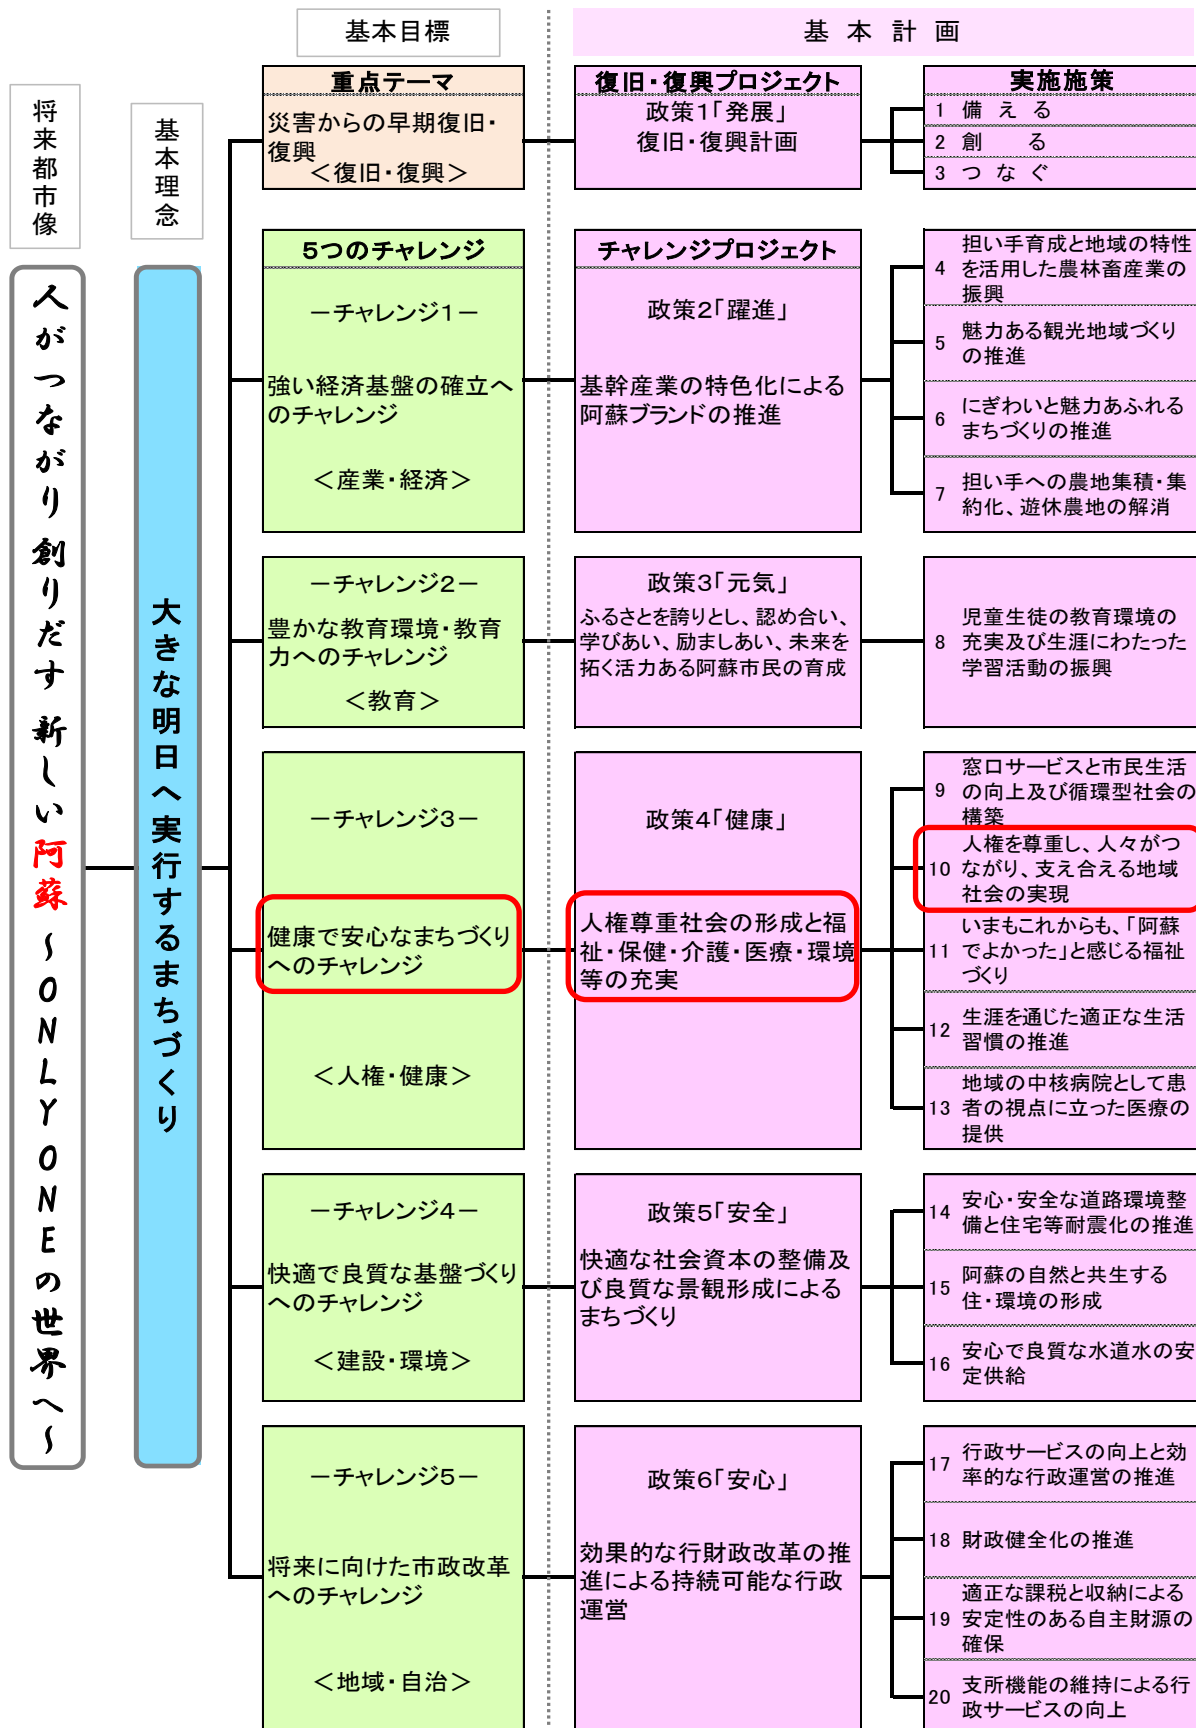 基本目標
基 本 計 画
将来都市像
基本理念
人がつながり 創りだす 新しい阿蘇 ～ONLY ONEの世界へ～
大きな明日へ実行するまちづくり
重点テーマ
災害からの早期復旧・
復興
＜復旧・復興＞
復旧・復興プロジェクト
政策1「発展」
復旧・復興計画
実施施策
1 備 え る
2 創 る
3 つ な ぐ
5つのチャレンジ
－チャレンジ1－
強い経済基盤の確立へ
のチャレンジ
＜産業・経済＞
チャレンジプロジェクト
政策2「躍進」
基幹産業の特色化による
阿蘇ブランドの推進
4 担い手育成と地域の特性
を活用した農林畜産業の
振興
5 魅力ある観光地域づくり
の推進
6 にぎわいと魅力あふれる
まちづくりの推進
7 担い手への農地集積・集
約化、遊休農地の解消
－チャレンジ2－
豊かな教育環境・教育
力へのチャレンジ
＜教育＞
政策3「元気」
ふるさとを誇りとし、認め合い、
学びあい、励ましあい、未来を
拓く活力ある阿蘇市民の育成
8 児童生徒の教育環境の
充実及び生涯にわたった
学習活動の振興
－チャレンジ3－
健康で安心なまちづくり
へのチャレンジ
＜人権・健康＞
政策4「健康」
人権尊重社会の形成と福
祉・保健・介護・医療・環境
等の充実
9 窓口サービスと市民生活
の向上及び循環型社会の
構築
10 人権を尊重し、人々がつ
ながり、支え合える地域
社会の実現
11 いまもこれからも、「阿蘇
でよかった」と感じる福祉
づくり
12 生涯を通じた適正な生活
習慣の推進
13 地域の中核病院として患
者の視点に立った医療の
提供
－チャレンジ4－
快適で良質な基盤づくり
へのチャレンジ
＜建設・環境＞
政策5「安全」
快適な社会資本の整備及
び良質な景観形成による
まちづくり
14 安心・安全な道路環境整
備と住宅等耐震化の推進
15 阿蘇の自然と共生する
住・環境の形成
16 安心で良質な水道水の安
定供給
－チャレンジ5－
将来に向けた市政改革
へのチャレンジ
＜地域・自治＞
政策6「安心」
効果的な行財政改革の推
進による持続可能な行政
運営
17 行政サービスの向上と効
率的な行政運営の推進
18 財政健全化の推進
19 適正な課税と収納による
安定性のある自主財源の
確保
20 支所機能の維持による行
政サービスの向上